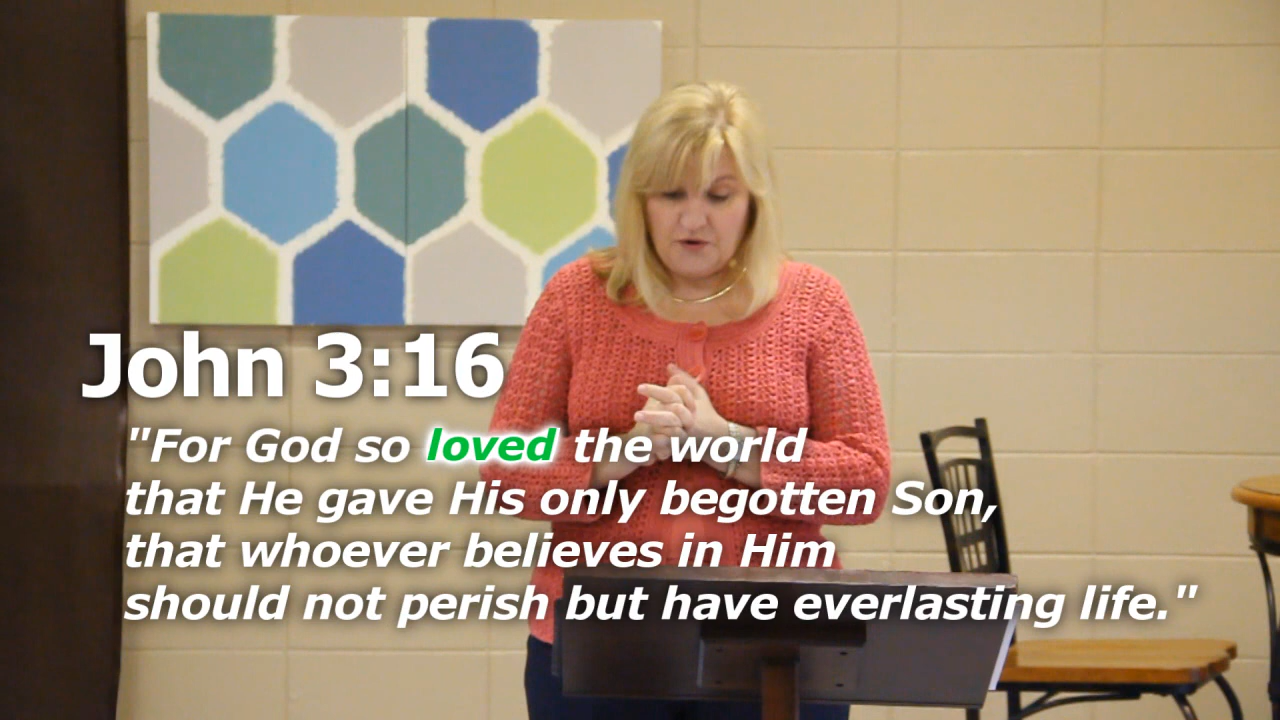 John 3:16
"For God so loved the world
that He gave His only begotten Son,
that whoever believes in Him
should not perish but have everlasting life."